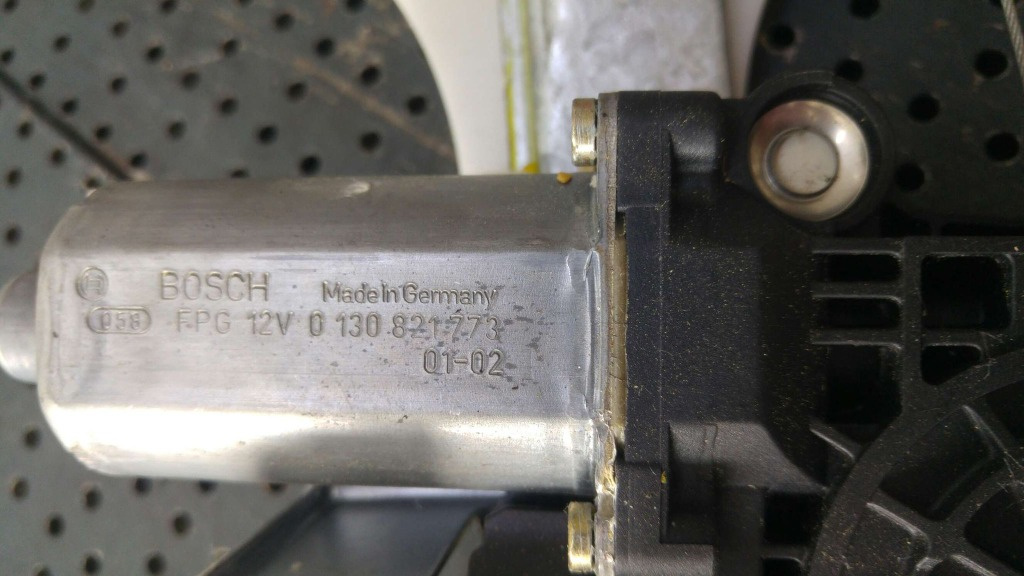 BOSCH Made in Germany
058 FPG 12V 0 130 821 773
01-02